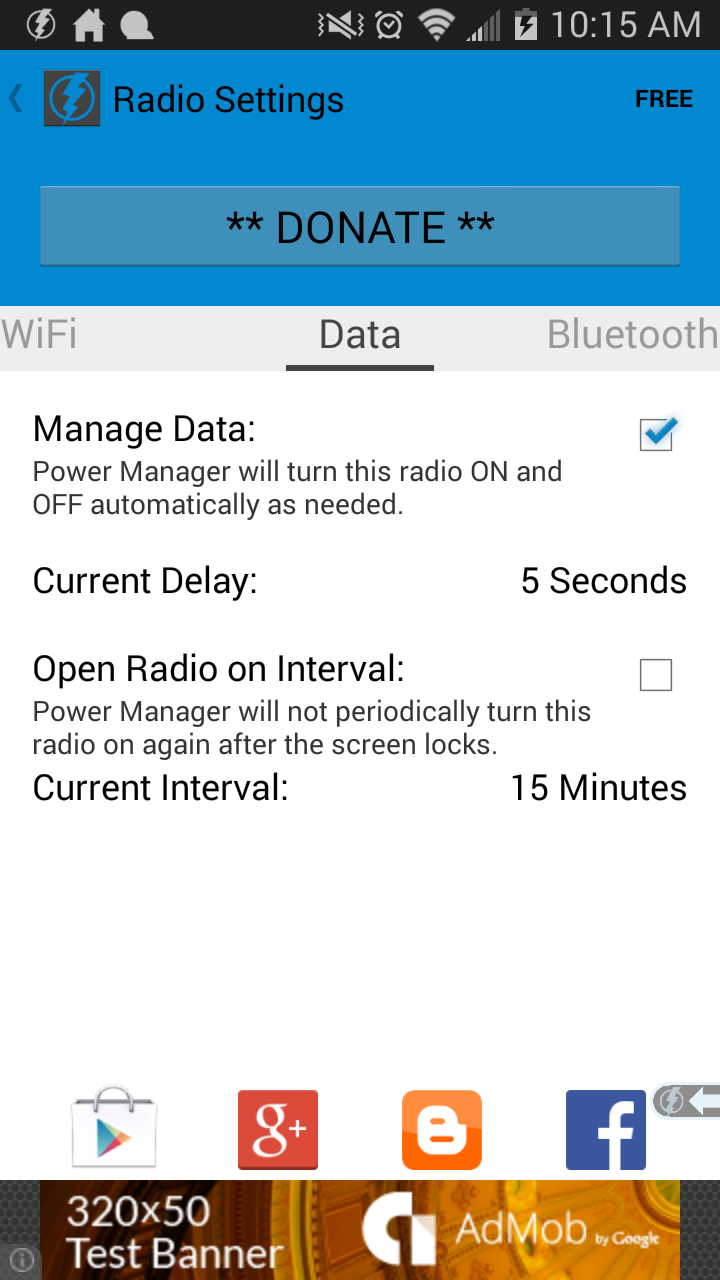 10:15 AM
Radio Settings
FREE
** DONATE **
WiFi
Data
Bluetooth
Manage Data:
Power Manager will turn this radio ON and
OFF automatically as needed.
Current Delay:
5 Seconds
Open Radio on Interval:
Power Manager will not periodically turn this
radio on again after the screen locks.
Current Interval:
15 Minutes
g+
320x50
Test Banner
AdMob by Google